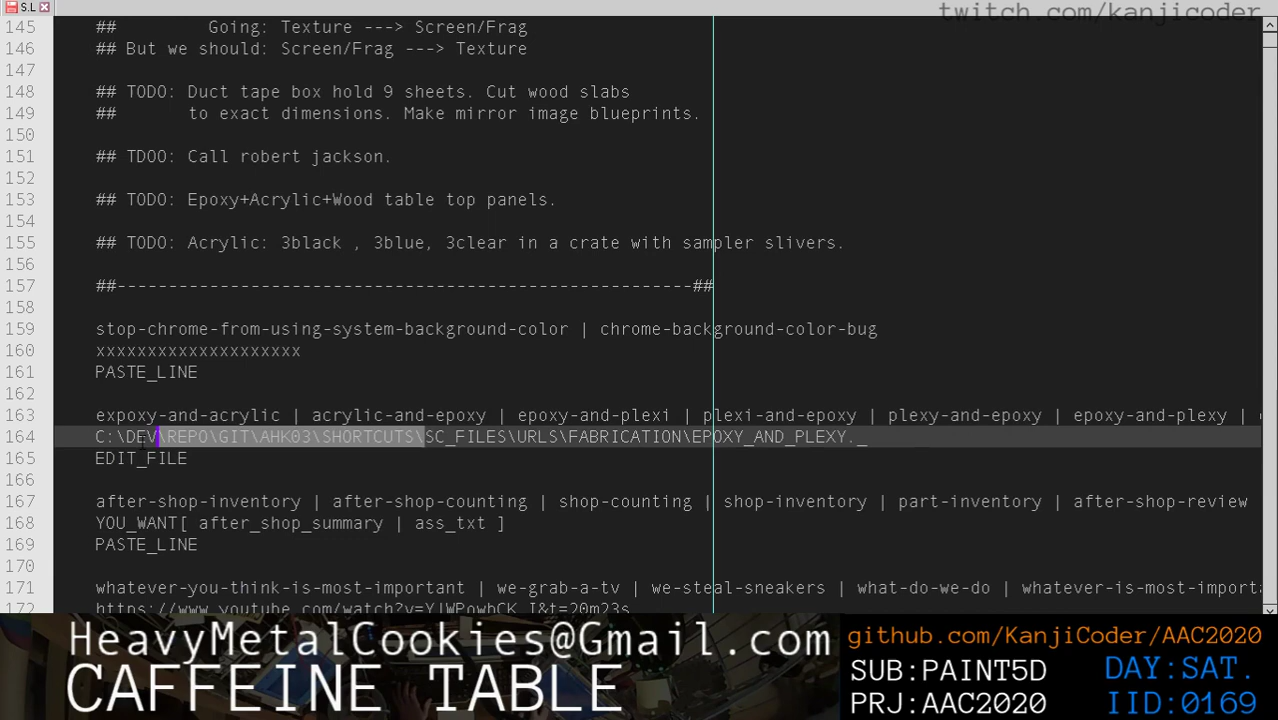 S.L
twitch.com/kanjicoder
145 ## Going: Texture ---> Screen/Frag
146 ## But we should: Screen/Frag ---> Texture
147
148 ## TODO: Duct tape box hold 9 sheets. Cut wood slabs
149 ## to exact dimensions. Make mirror image blueprints.
150
151 ## TDOO: Call robert jackson.
152
153 ## TODO: Epoxy+Acrylic+Wood table top panels.
154
155 ## TODO: Acrylic: 3black , 3blue, 3clear in a crate with sampler slivers.
156
157 ##--------------------------------------------------------##
158
159 stop-chrome-from-using-system-background-color | chrome-background-color-bug
160 xxxxxxxxxxxxxxxxxxxx
161 PASTE_LINE
162
163 expoxy-and-acrylic | acrylic-and-epoxy | epoxy-and-plexi | plexi-and-epoxy | plexy-and-epoxy | epoxy-and-plexy |
164 C:\DEV\REPO\GIT\AHK03\SHORTCUTS\SC_FILES\URLS\FABRICATION\EPOXY_AND_PLEXY._
165 EDIT_FILE
166
167 after-shop-inventory | after-shop-counting | shop-counting | shop-inventory | part-inventory | after-shop-review
168 YOU_WANT[ after_shop_summary | ass_txt ]
169 PASTE_LINE
170
171 whatever-you-think-is-most-important | we-grab-a-tv | we-steal-sneakers | what-do-we-do | whatever-is-most-import
172 https://www.youtube.com/watch?v=YJWPowbCK_I&t=20m23s
HeavyMetalCookies@Gmail.com
CAFFEINE TABLE
github.com/KanjiCoder/AAC2020
SUB:PAINT5D DAY:SAT.
PRJ:AAC2020 IID:0169